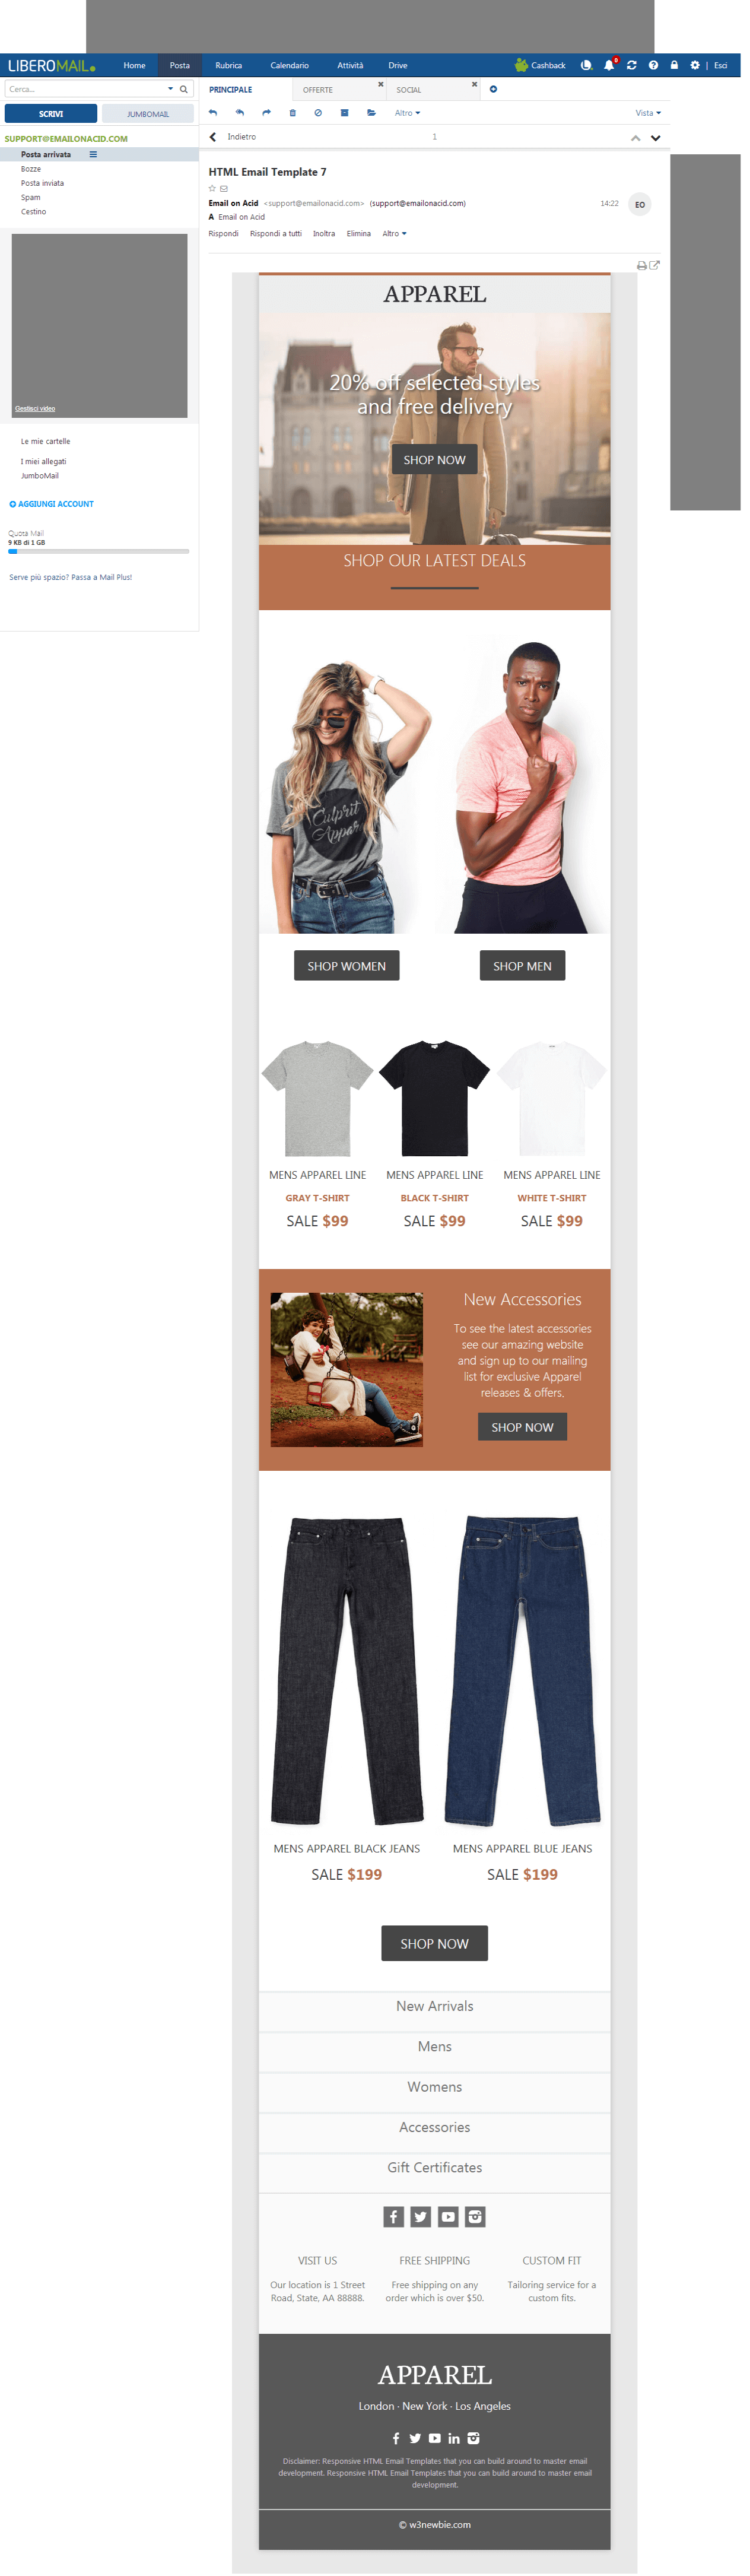 LIBEROMAIL
Home Posta Rubrica Calendario Attività Drive Cashback 0 Esci
Cerca...
SCRIVI JUMBOMAIL
SUPPORT@EMAILONACID.COM
Posta arrivata
Bozze
Posta inviata
Spam
Cestino
Gestisci video
Le mie cartelle
I miei allegati
JumboMail
AGGIUNGI ACCOUNT
Quota Mail
9 KB di 1 GB
Serve più spazio? Passa a Mail Plus!
PRINCIPALE OFFERTE SOCIAL
Altro Vista
Indietro 1
HTML Email Template 7
Email on Acid <support@emailonacid.com> (support@emailonacid.com) 14:22 EO
A Email on Acid
Rispondi Rispondi a tutti Inoltra Elimina Altro
APPAREL
20% off selected styles
and free delivery
SHOP NOW
SHOP OUR LATEST DEALS
Culprit
Appar
SHOP WOMEN SHOP MEN
MENS APPAREL LINE MENS APPAREL LINE MENS APPAREL LINE
GRAY T-SHIRT BLACK T-SHIRT WHITE T-SHIRT
SALE $99 SALE $99 SALE $99
New Accessories
To see the latest accessories
see our amazing website
and sign up to our mailing
list for exclusive Apparel
releases & offers.
SHOP NOW
MENS APPAREL BLACK JEANS MENS APPAREL BLUE JEANS
SALE $199 SALE $199
SHOP NOW
New Arrivals
Mens
Womens
Accessories
Gift Certificates
VISIT US FREE SHIPPING CUSTOM FIT
Our location is 1 Street Free shipping on any Tailoring service for a
Road, State, AA 88888. order which is over $50. custom fits.
APPAREL
London · New York · Los Angeles
Disclaimer: Responsive HTML Email Templates that you can build around to master email
development. Responsive HTML Email Templates that you can build around to master email
development.
© w3newbie.com